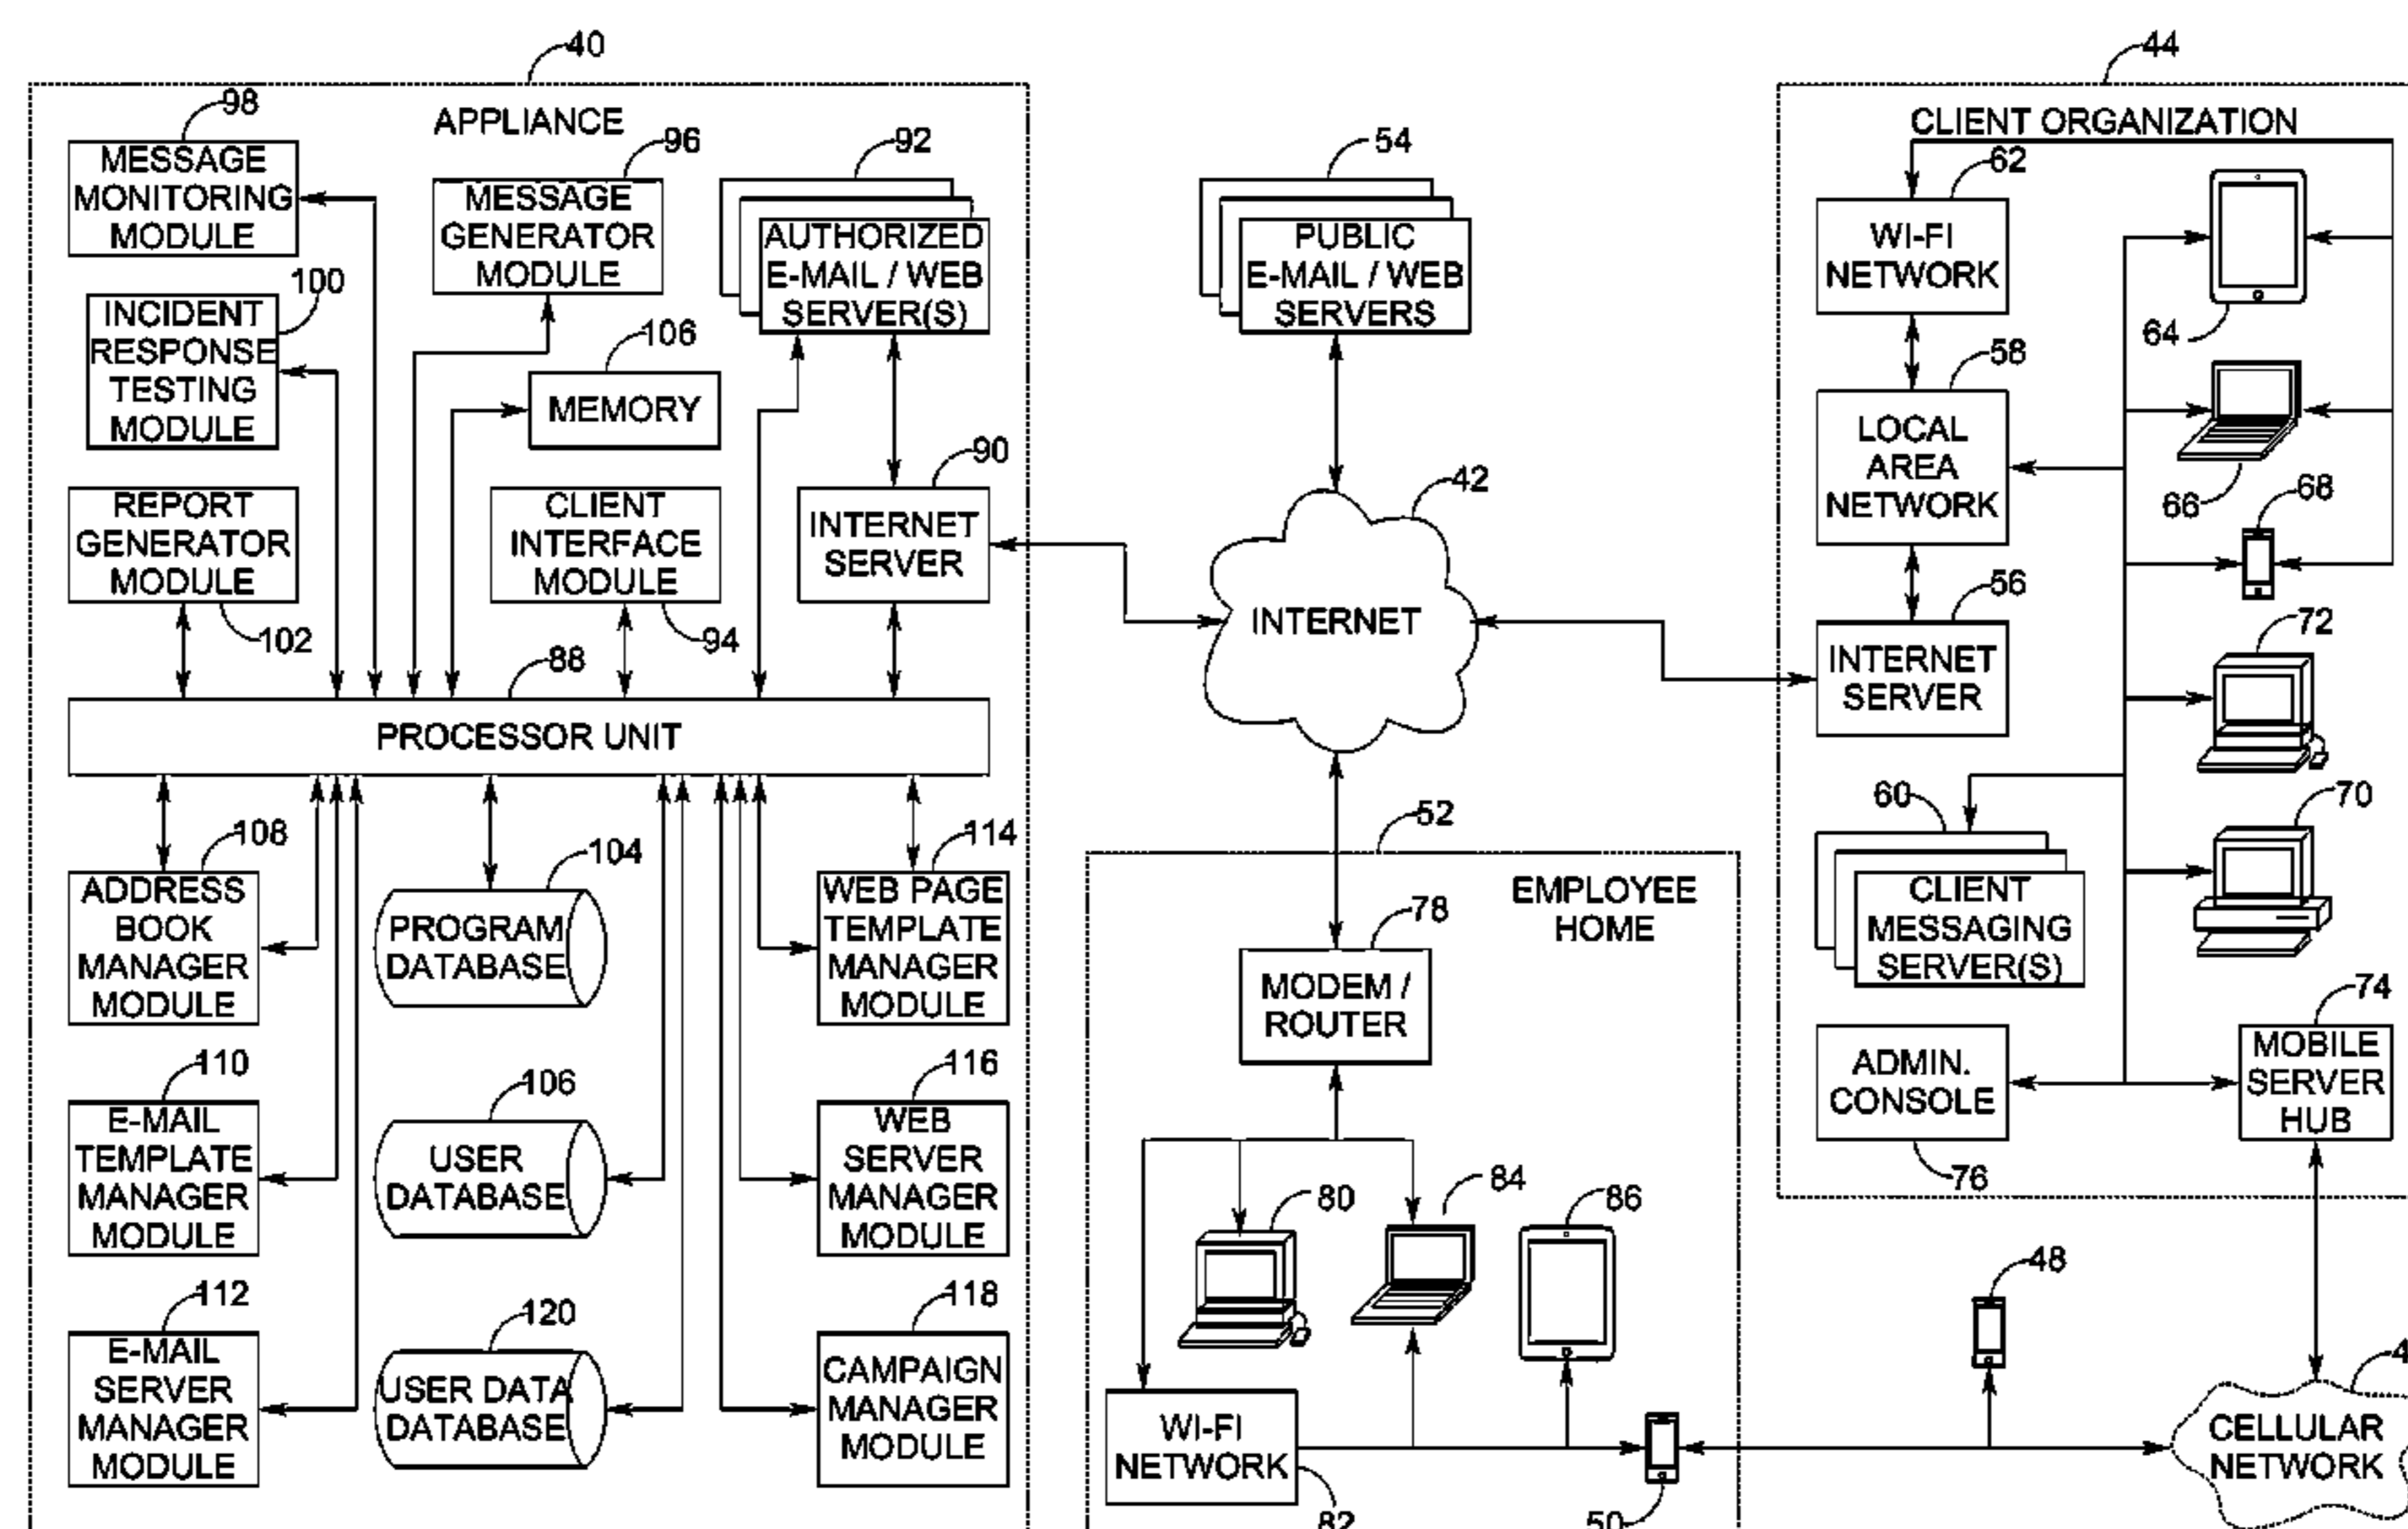 40
APPLIANCE
98
MESSAGE
MONITORING
MODULE
96
MESSAGE
GENERATOR
MODULE
92
AUTHORIZED
E-MAIL / WEB
SERVER(S)
100
INCIDENT
RESPONSE
TESTING
MODULE
106
MEMORY
90
INTERNET
SERVER
REPORT
GENERATOR
MODULE
102
CLIENT
INTERFACE
MODULE
94
88
PROCESSOR UNIT
108
ADDRESS
BOOK
MANAGER
MODULE
104
PROGRAM
DATABASE
114
WEB PAGE
TEMPLATE
MANAGER
MODULE
110
E-MAIL
TEMPLATE
MANAGER
MODULE
106
USER
DATABASE
116
WEB
SERVER
MANAGER
MODULE
112
E-MAIL
SERVER
MANAGER
MODULE
120
USER DATA
DATABASE
118
CAMPAIGN
MANAGER
MODULE
54
PUBLIC
E-MAIL / WEB
SERVERS
42
INTERNET
52
EMPLOYEE
HOME
78
MODEM /
ROUTER
80
84
86
WI-FI
NETWORK
82
50
44
CLIENT ORGANIZATION
62
WI-FI
NETWORK
64
58
LOCAL
AREA
NETWORK
66
68
56
INTERNET
SERVER
72
60
CLIENT
MESSAGING
SERVER(S)
70
74
MOBILE
SERVER
HUB
ADMIN.
CONSOLE
76
48
CELLULAR
NETWORK